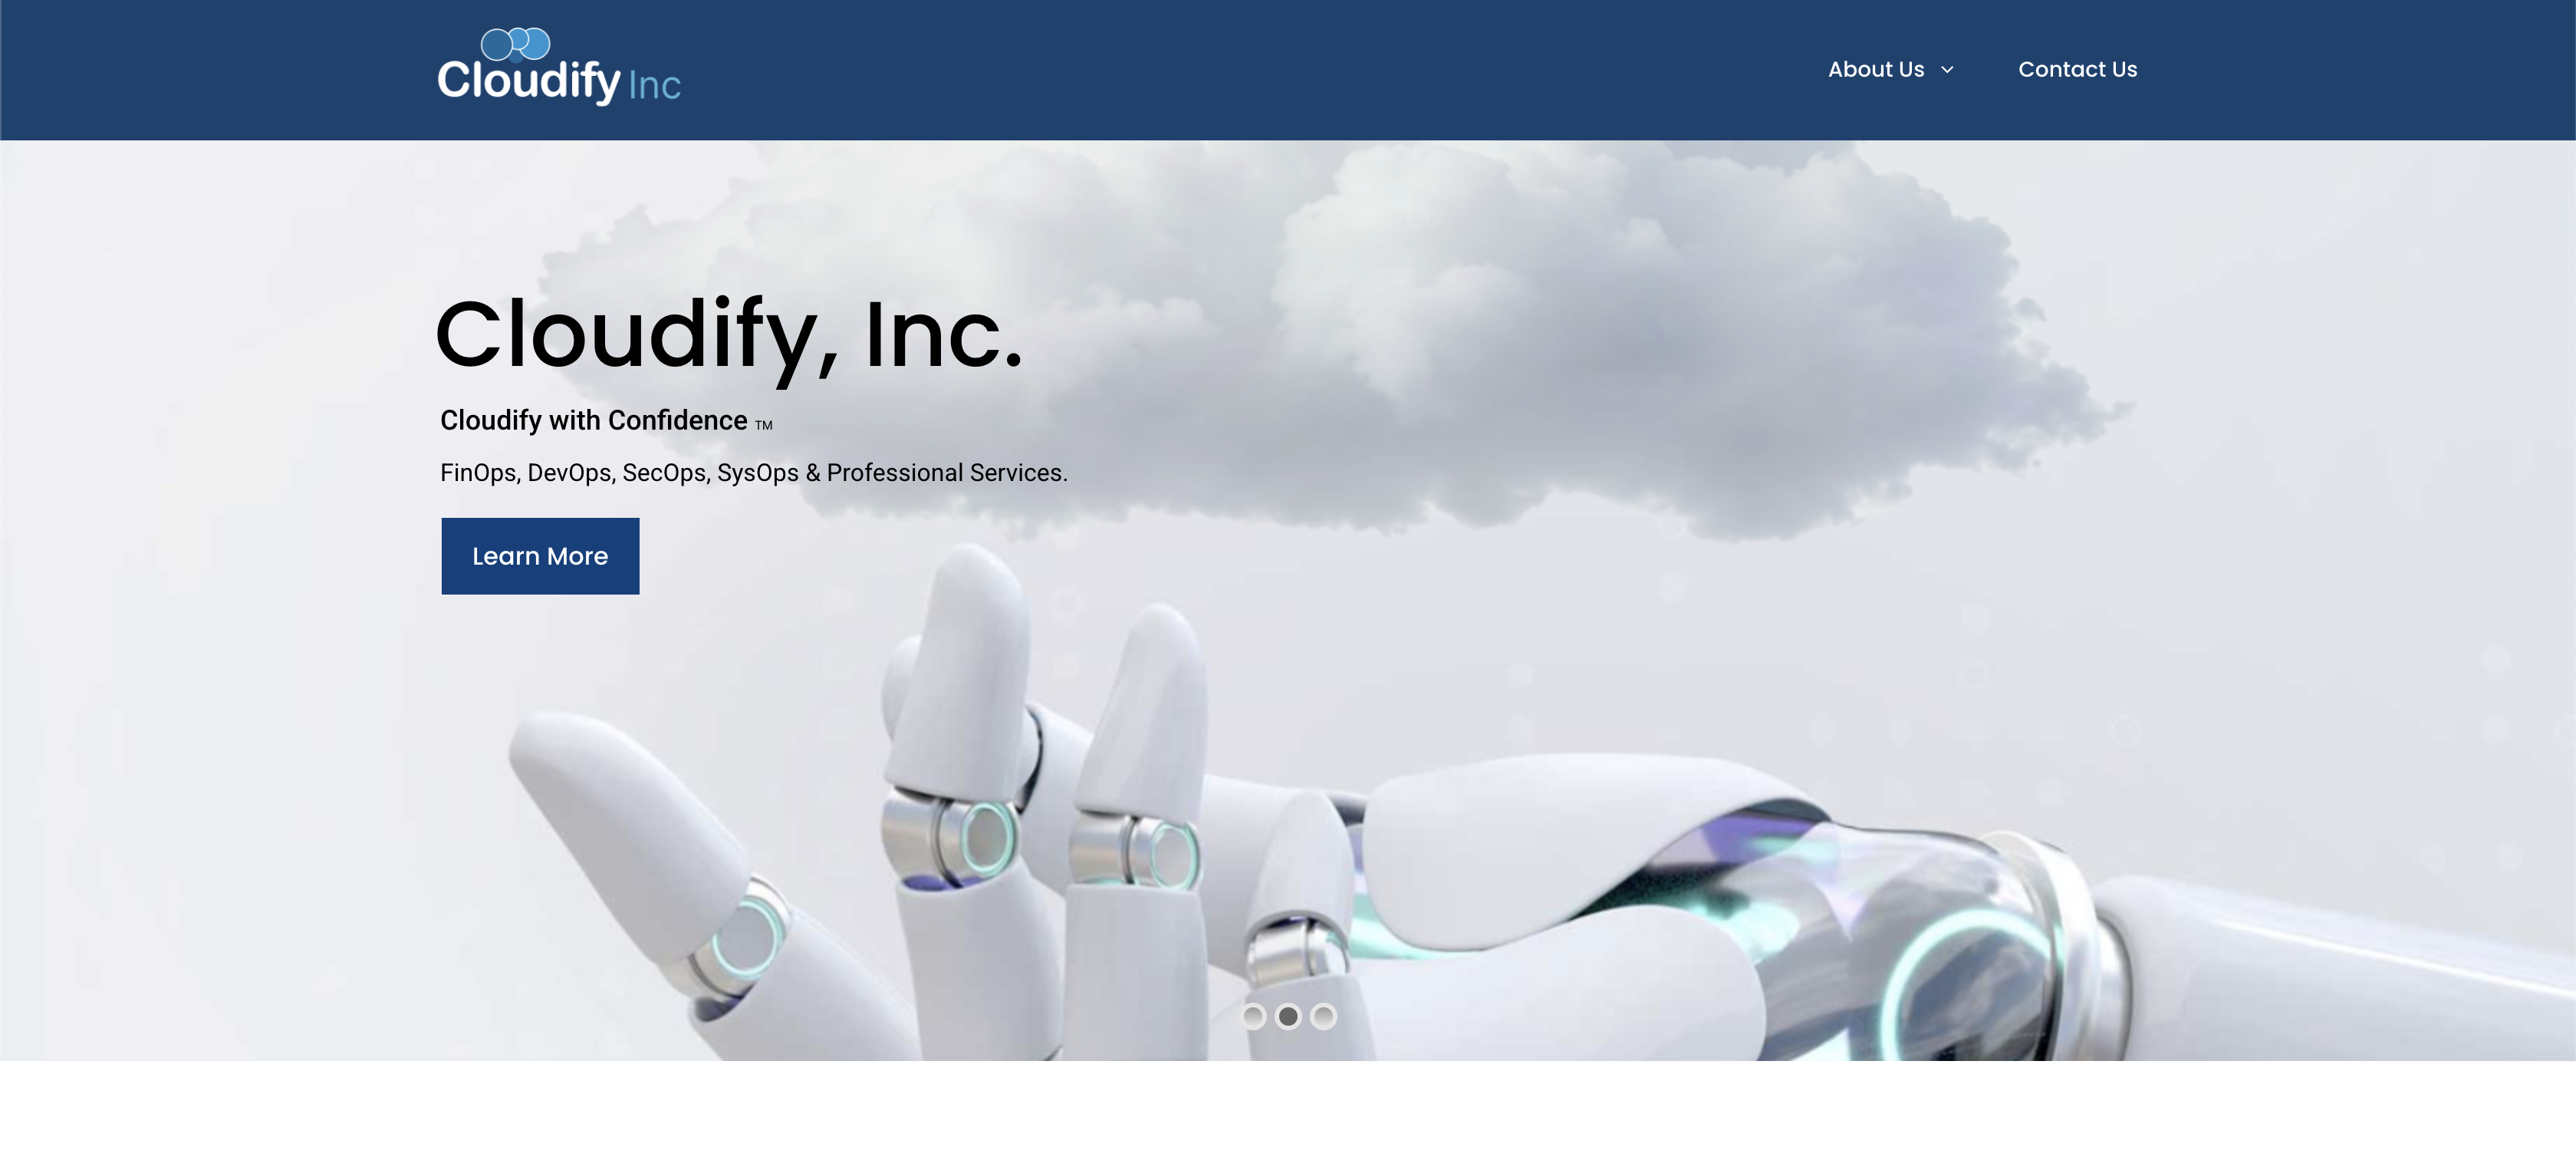 Cloudify Inc
About Us
Contact Us
Cloudify, Inc.
Cloudify with Confidence TM
FinOps, DevOps, SecOps, SysOps & Professional Services.
Learn More